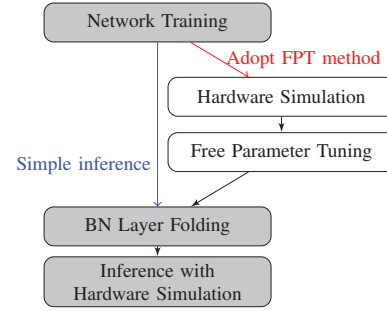 Network Training
Adopt FPT method
Hardware Simulation
Free Parameter Tuning
Simple inference
BN Layer Folding
Inference with
Hardware Simulation